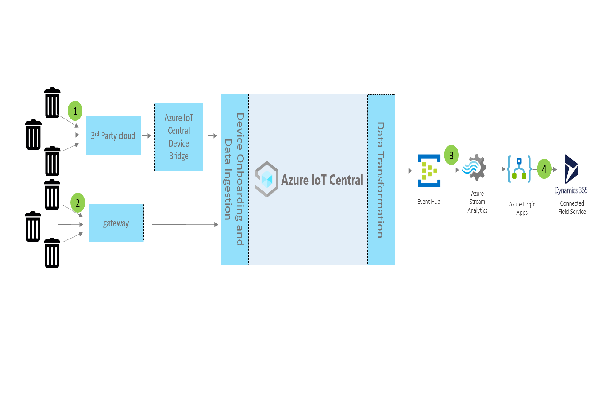 1
3rd Party cloud
Azure IoT
Central
Device
Bridge
2
gateway
Device Onboarding and
Data Ingestion
Azure IoT Central
Data Transformation
3
Event Hub
Azure
Stream
Analytics
Azure Logic
Apps
4
Dynamics 365
Connected
Field Service